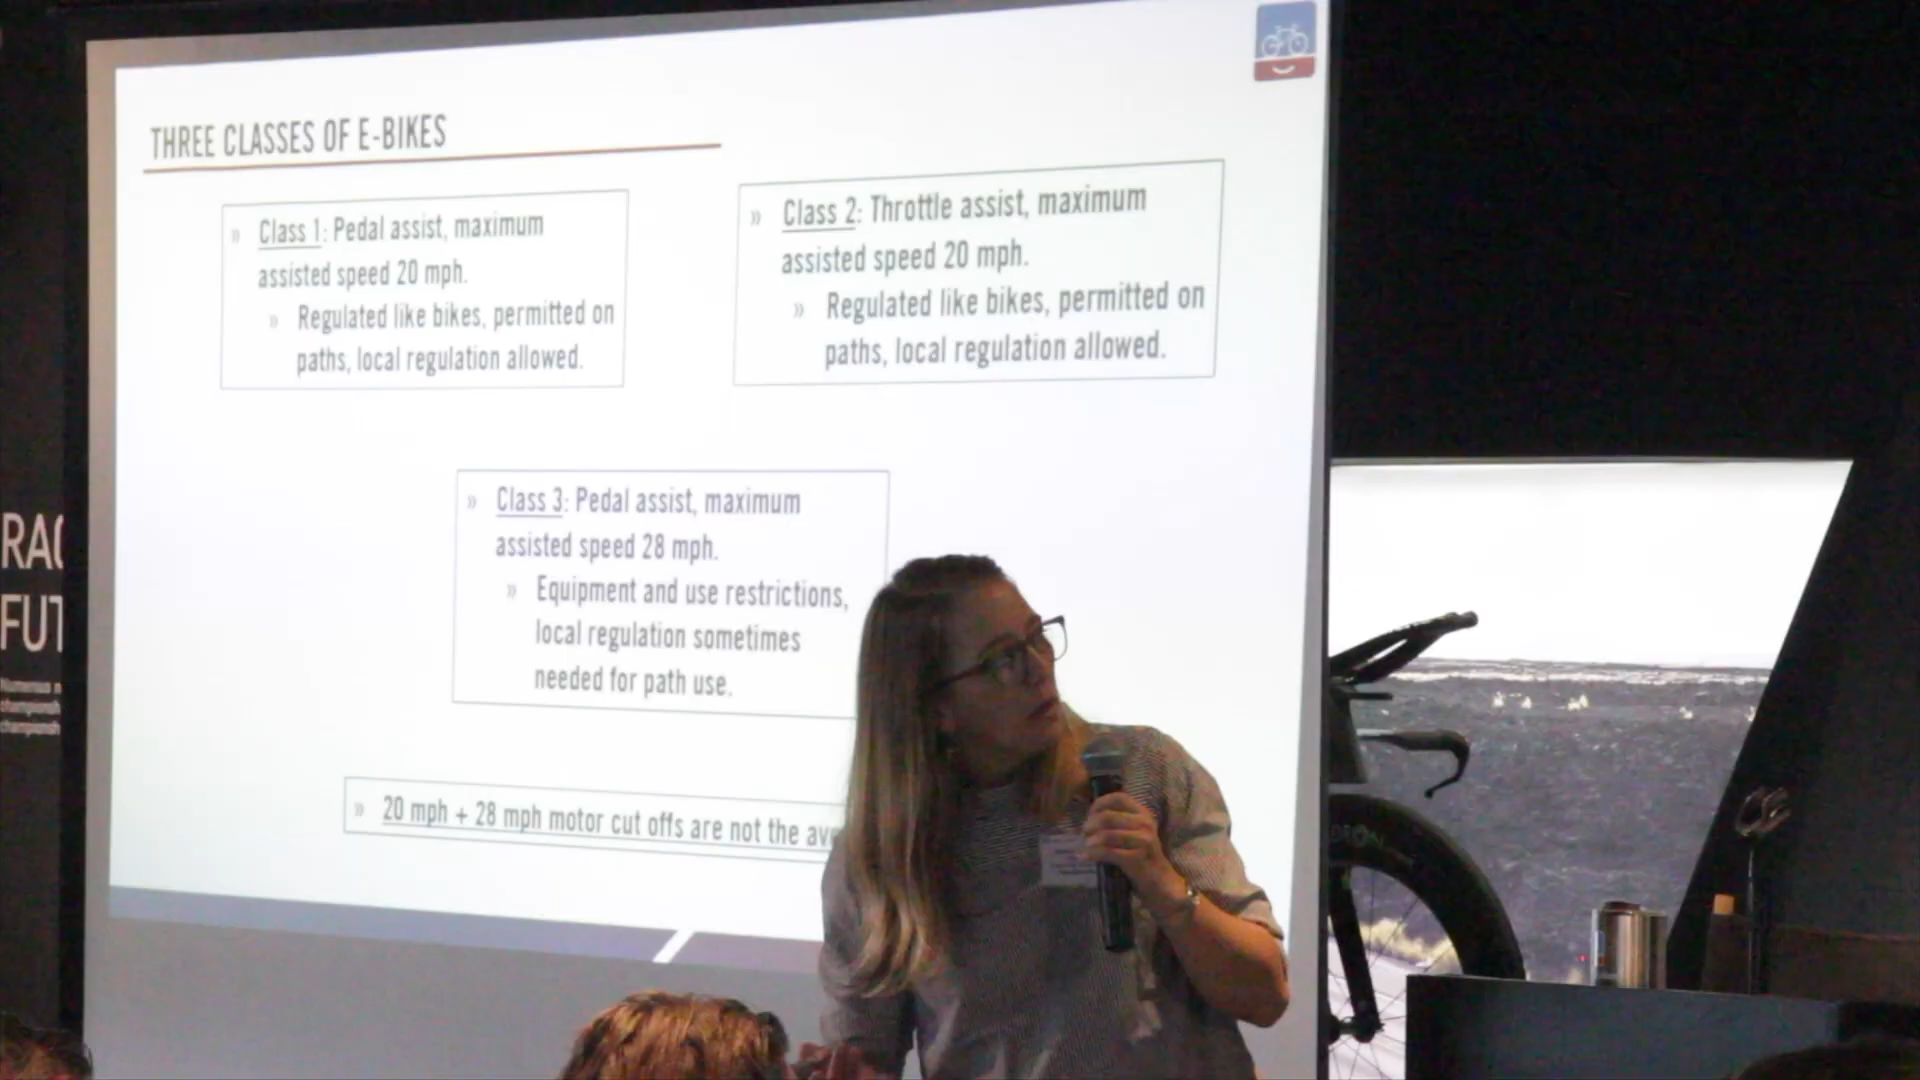 THREE CLASSES OF E-BIKES
» Class 1: Pedal assist, maximum
assisted speed 20 mph.
» Regulated like bikes, permitted on
paths, local regulation allowed.
» Class 2: Throttle assist, maximum
assisted speed 20 mph.
» Regulated like bikes, permitted on
paths, local regulation allowed.
» Class 3: Pedal assist, maximum
assisted speed 28 mph.
» Equipment and use restrictions,
local regulation sometimes
needed for path use.
» 20 mph + 28 mph motor cut offs are not the
RAC
FUT
Numerous